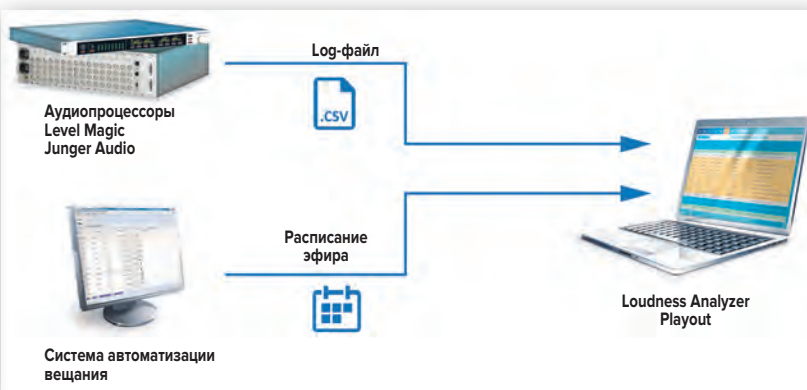 Log-файл
.CSV
Аудиопроцессоры
Level Magic
Junger Audio
Расписание
эфира
Loudness Analyzer
Playout
Система автоматизации
вещания